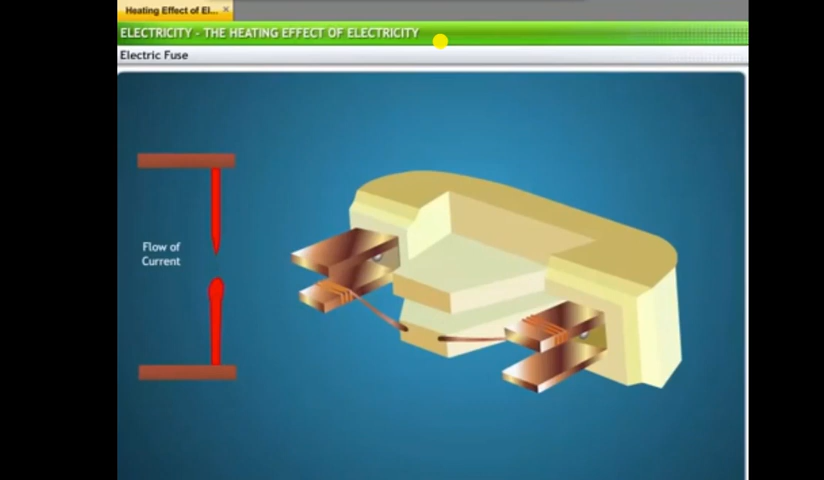 Heating Effect of El...
ELECTRICITY - THE HEATING EFFECT OF ELECTRICITY
Electric Fuse
Flow of
Current